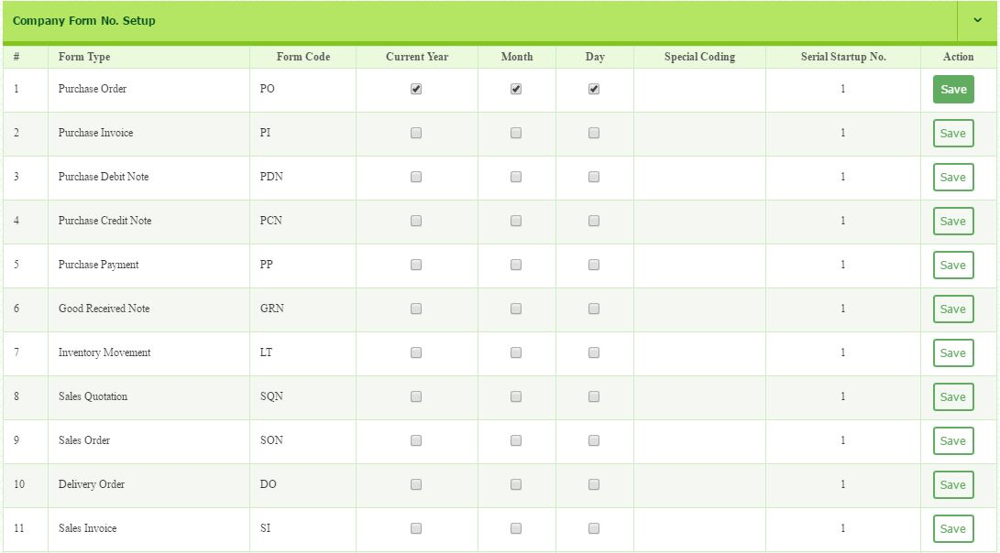 Company Form No. Setup
# Form Type Form Code Current Year Month Day Special Coding Serial Startup No. Action
1 Purchase Order PO 1 Save
2 Purchase Invoice PI 1 Save
3 Purchase Debit Note PDN 1 Save
4 Purchase Credit Note PCN 1 Save
5 Purchase Payment PP 1 Save
6 Good Received Note GRN 1 Save
7 Inventory Movement LT 1 Save
8 Sales Quotation SQN 1 Save
9 Sales Order SON 1 Save
10 Delivery Order DO 1 Save
11 Sales Invoice SI 1 Save